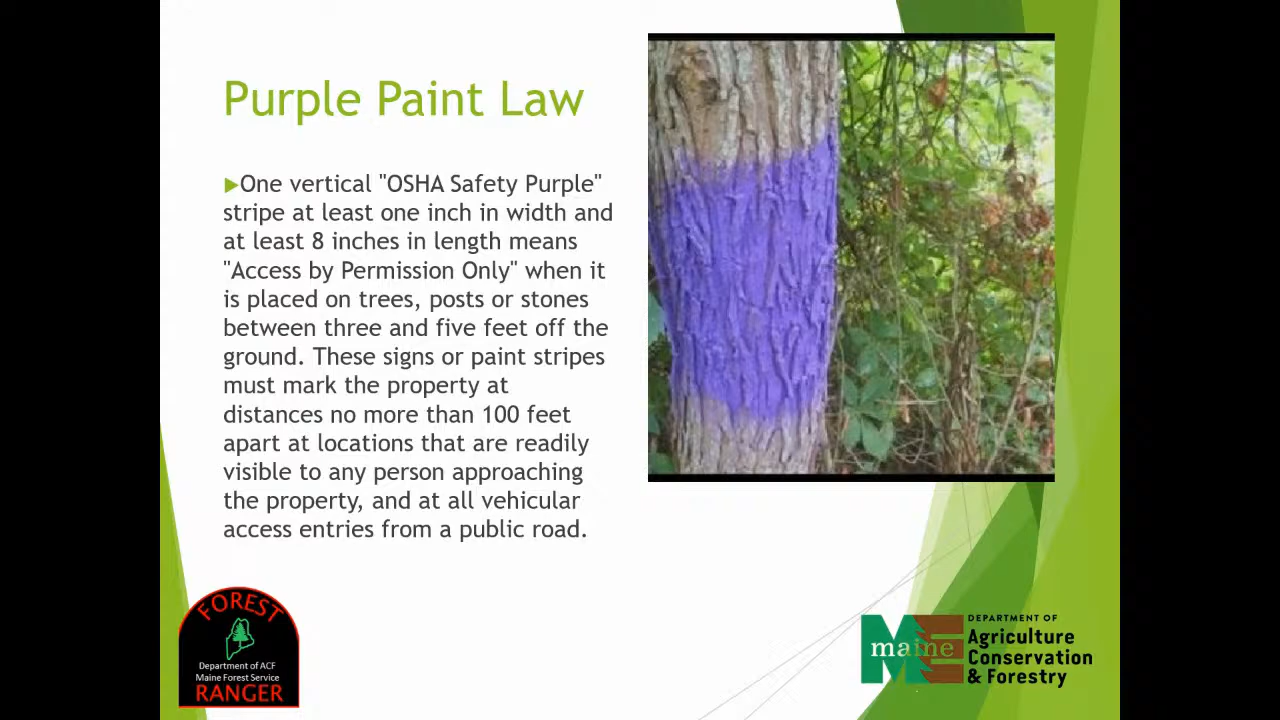 Purple Paint Law
One vertical "OSHA Safety Purple"
stripe at least one inch in width and
at least 8 inches in length means
"Access by Permission Only" when it
is placed on trees, posts or stones
between three and five feet off the
ground. These signs or paint stripes
must mark the property at
distances no more than 100 feet
apart at locations that are readily
visible to any person approaching
the property, and at all vehicular
access entries from a public road.
FOREST
Department of ACF
Maine Forest Service
RANGER
ME
maine
DEPARTMENT OF
Agriculture
Conservation
& Forestry